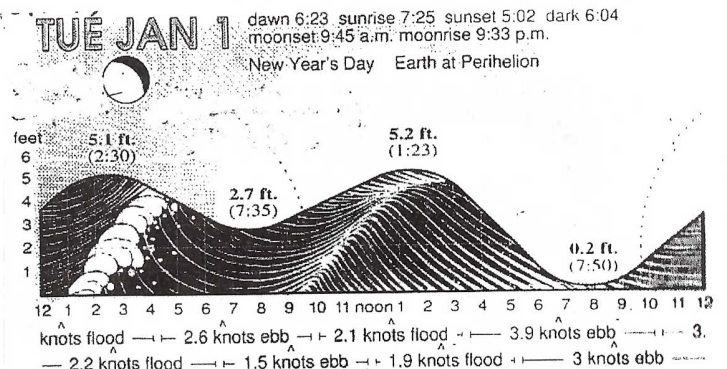 TUE JAN 1
dawn 6:23 sunrise 7:25 sunset 5:02 dark 6:04
moonset 9:45 a.m. moonrise 9:33 p.m.
New Year's Day Earth at Perihelion
feet
6
5
4
3
2
1
5.1 ft.
(2:30)
2.7 ft.
(7:35)
5.2 ft.
(1:23)
0.2 ft.
(7:50)
12 1 2 3 4 5 6 7 8 9 10 11 noon 1 2 3 4 5 6 7 8 9 10 11 12
knots flood 2.6 knots ebb 2.1 knots flood 3.9 knots ebb 3.
2.2 knots flood 1.5 knots ebb 1.9 knots flood 3 knots ebb